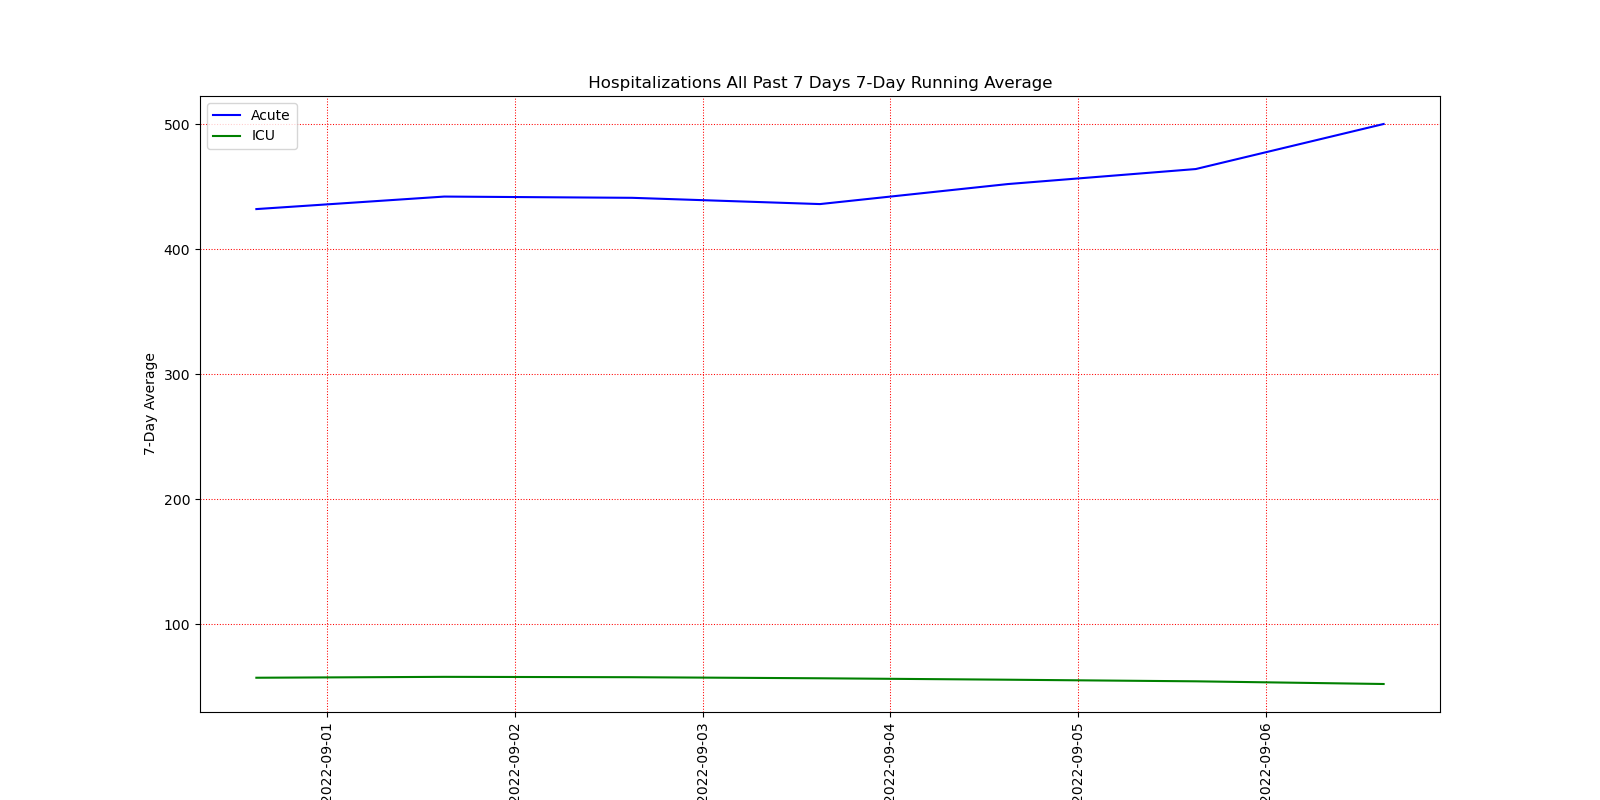 Hospitalizations All Past 7 Days 7-Day Running Average
Acute
ICU
500
400
300
200
100
7-Day Average
2022-09-01
2022-09-02
2022-09-03
2022-09-04
2022-09-05
2022-09-06